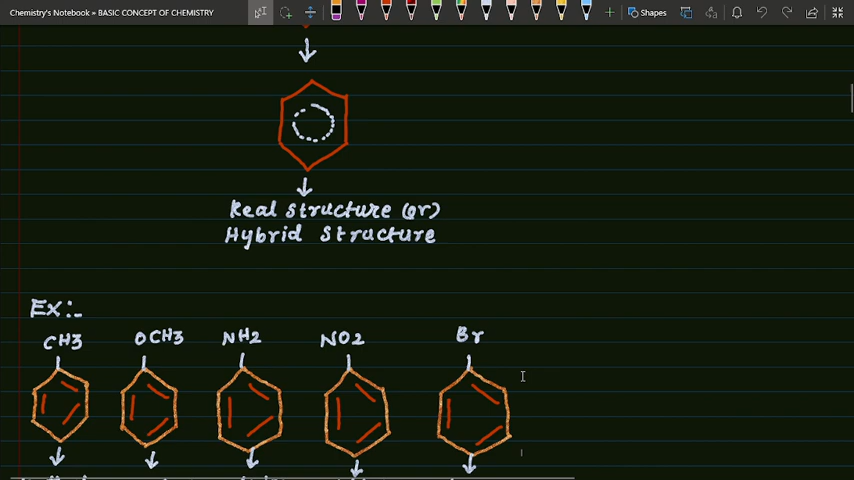 Chemistry's Notebook » BASIC CONCEPT OF CHEMISTRY
Shapes
Real structure (or)
Hybrid Structure
Ex:-
CH3 OCH3 NH2 NO2 Br